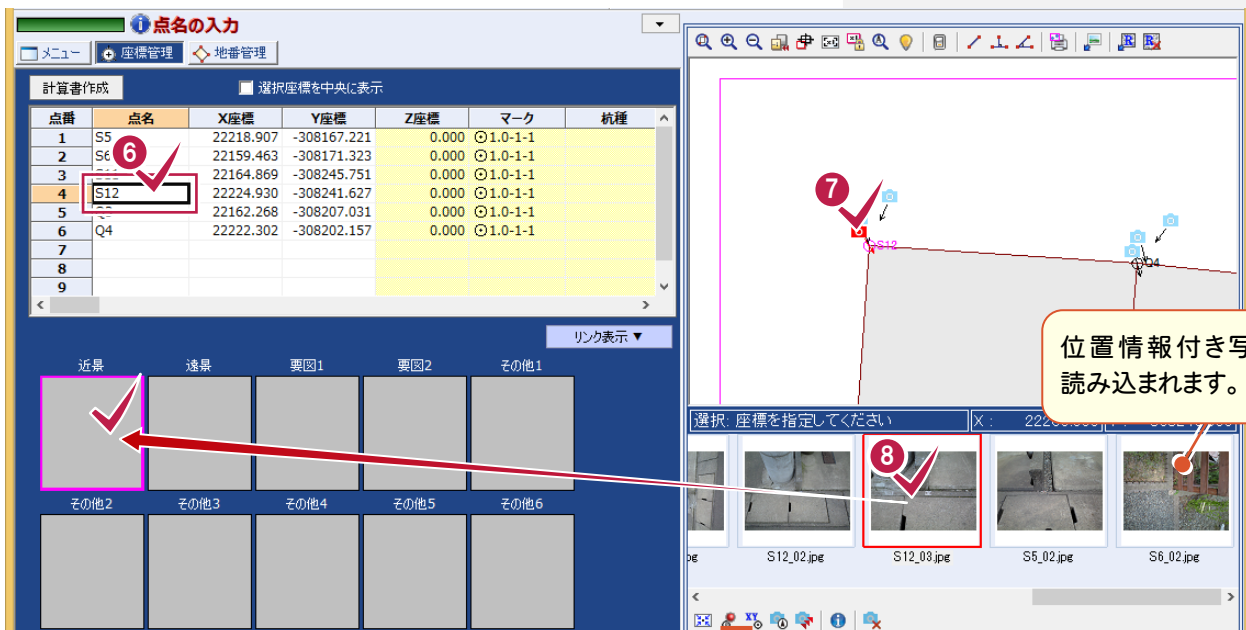 点名の入力
メニュー 座標管理 地番管理
計算書作成 選択座標を中央に表示
点番 点名 X座標 Y座標 Z座標 マーク 杭種
1 S5 22218.907 -308167.221 0.000 1.0-1-1
2 S6 22159.463 -308171.323 0.000 1.0-1-1
3 22164.869 -308245.751 0.000 1.0-1-1
4 S12 22224.930 -308241.627 0.000 1.0-1-1
5 22162.268 -308207.031 0.000 1.0-1-1
6 Q4 22222.302 -308202.157 0.000 1.0-1-1
7
8
9
6
リンク表示 ▼
近景 遠景 要図1 要図2 その他1
その他2 その他3 その他4 その他5 その他6
7
S12
Q4
位置情報付き写
読み込まれます。
選択: 座標を指定してください X :
8
S12_02.jpg S12_03.jpg S5_02.jpg S6_02.jpg